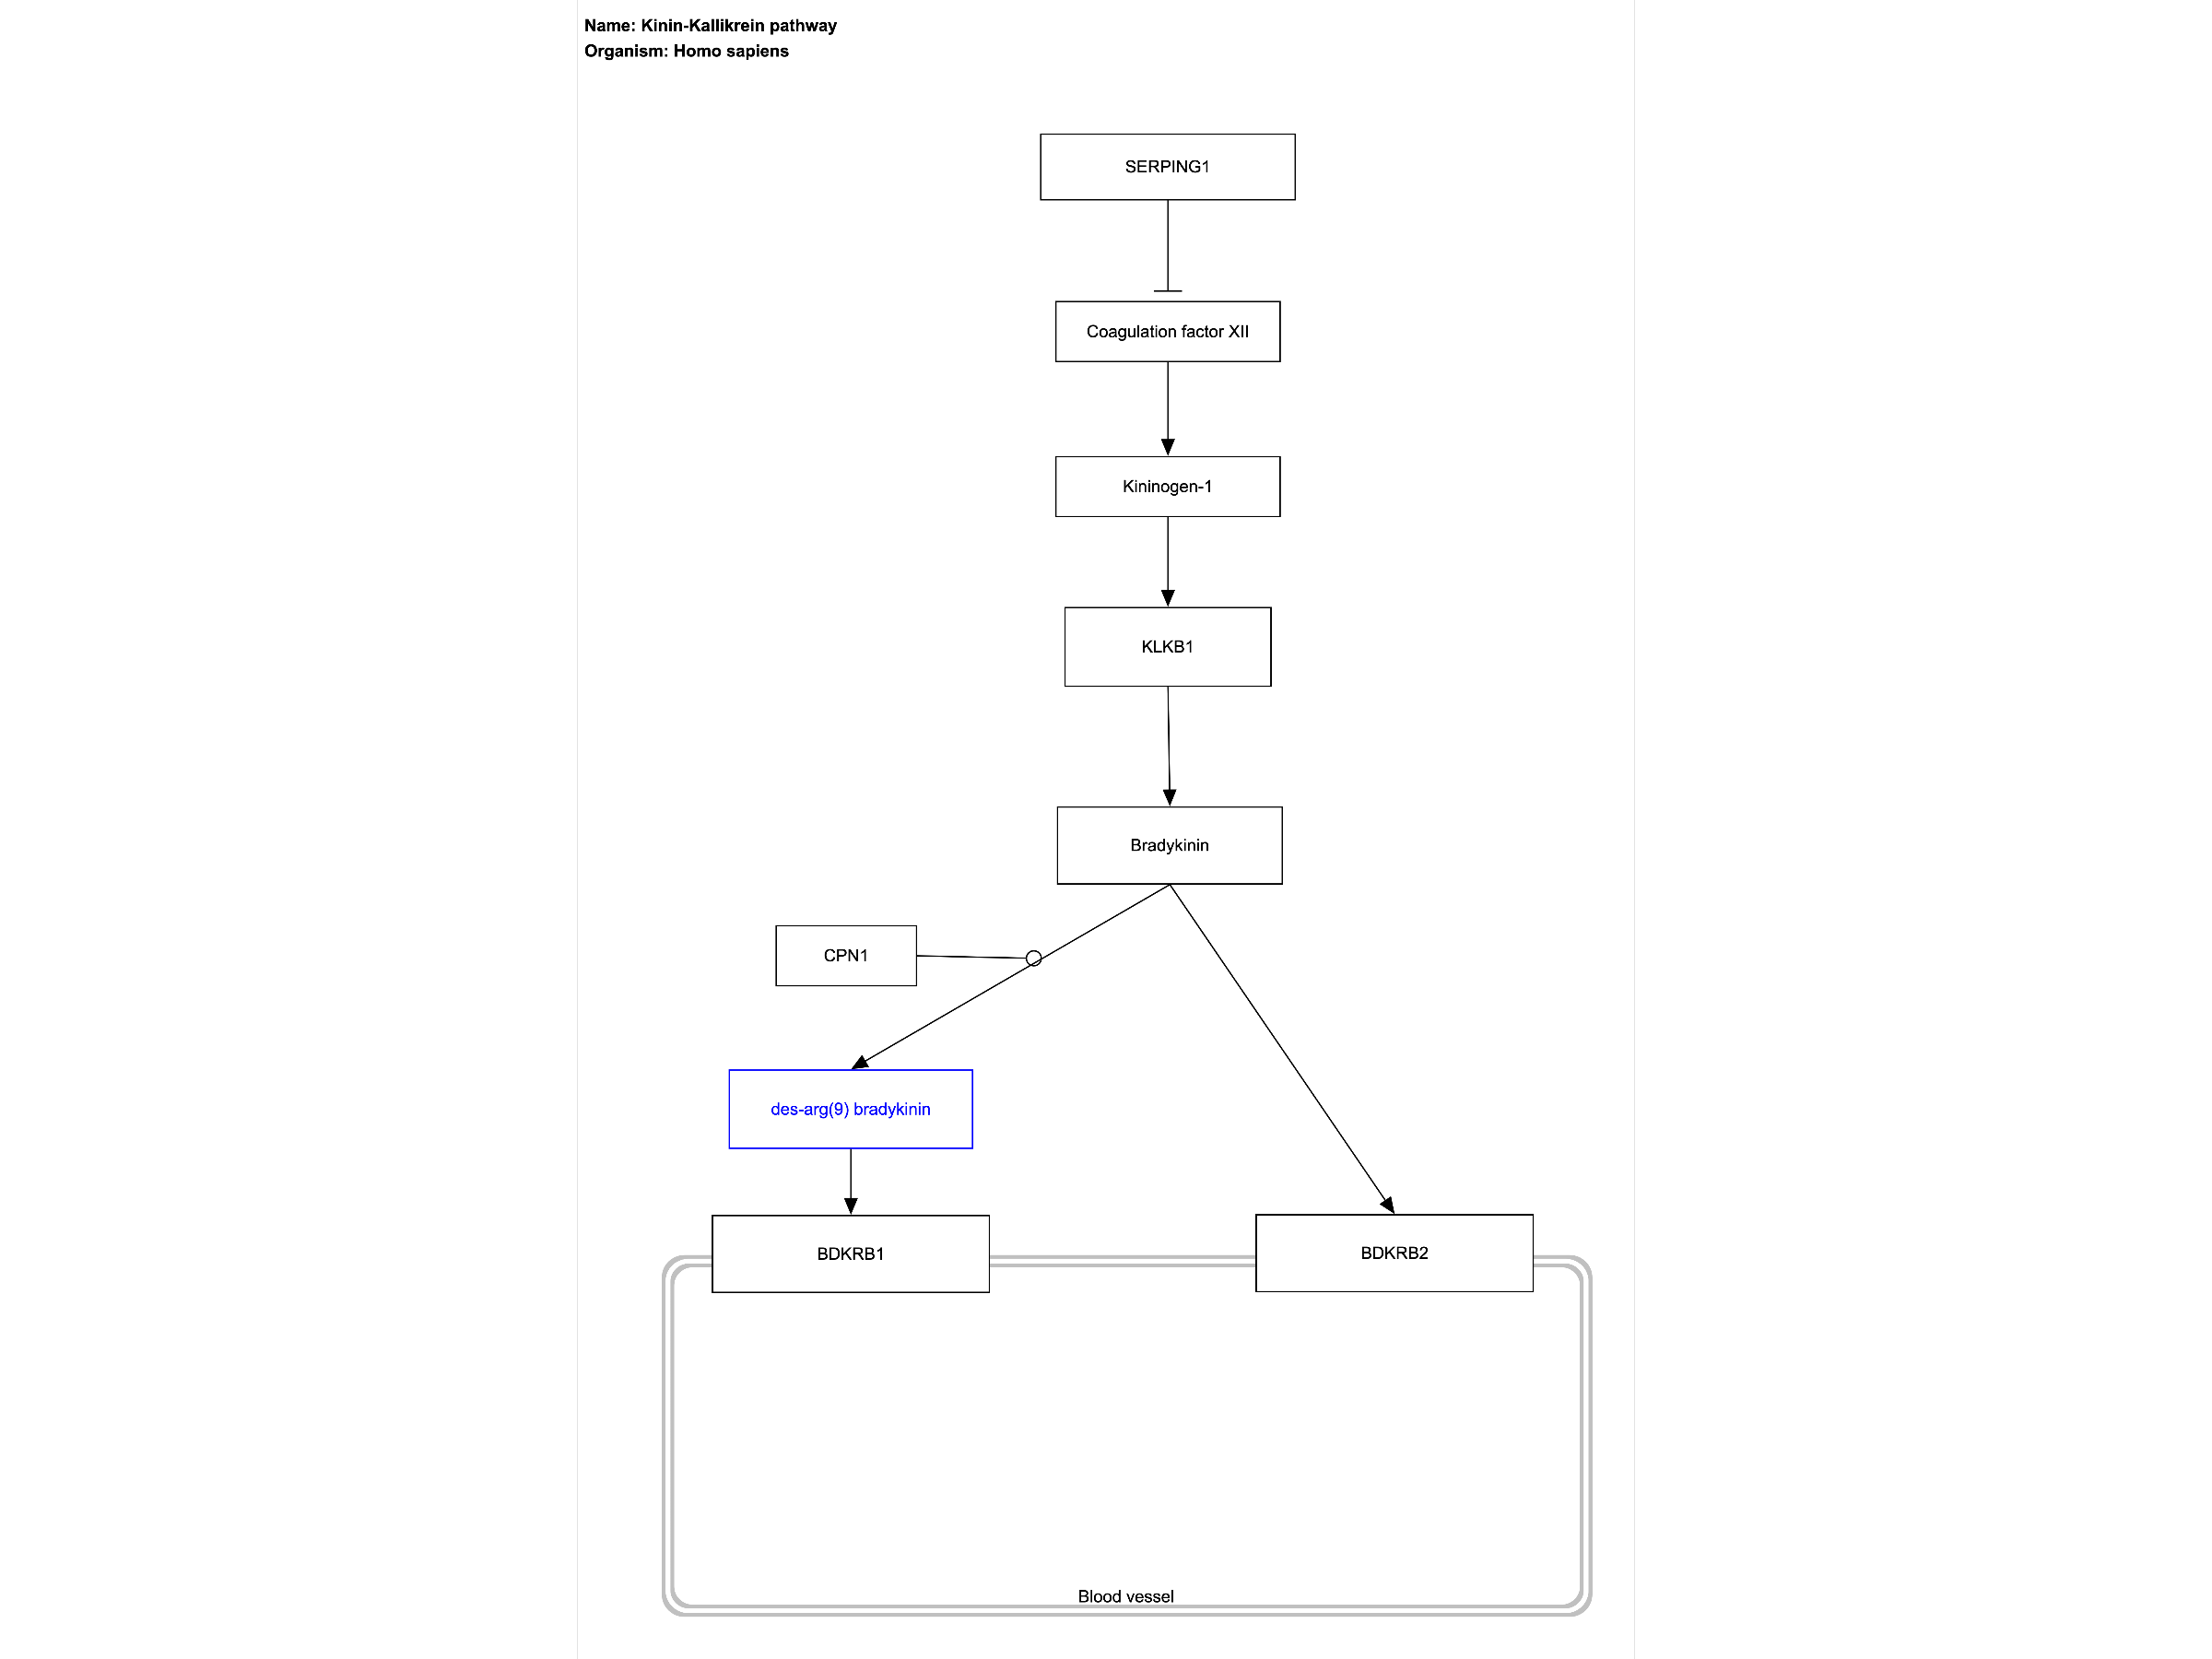 Name: Kinin-Kallikrein pathway
Organism: Homo sapiens
SERPING1
Coagulation factor XII
Kininogen-1
KLKB1
Bradykinin
CPN1
des-arg(9) bradykinin
BDKRB1
BDKRB2
Blood vessel